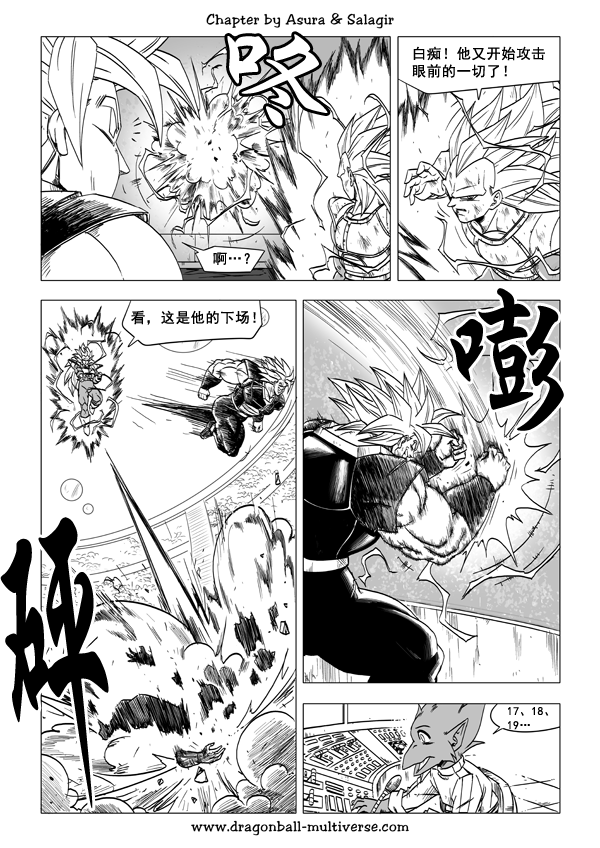 Chapter by Asura & Salagir
咚
白痴！他又开始攻击
眼前的一切了！
啊…？
看，这是他的下场！
嘭
砰
17、18、
19…
www.dragonball-multiverse.com